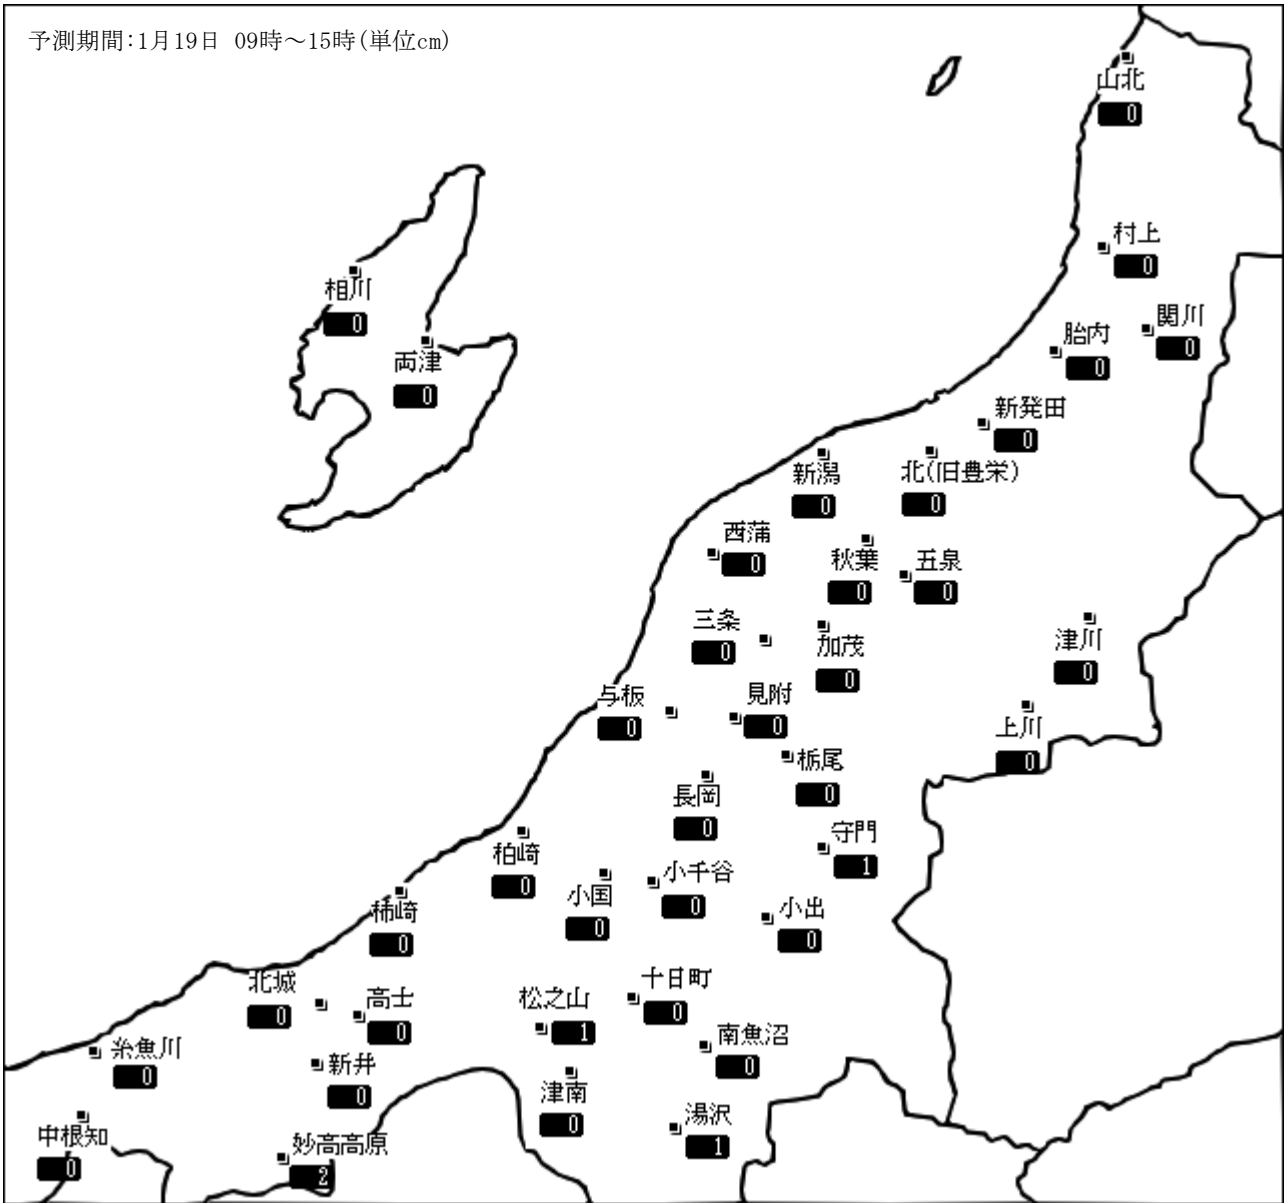 予測期間:1月19日 09時～15時(単位cm)
山北
0
村上
0
相川
0
関川
0
胎内
0
両津
0
新発田
0
新潟
0
北(旧豊栄)
0
西蒲
0
秋葉
0
五泉
0
三条
0
加茂
0
津川
0
与板
0
見附
0
上川
0
栃尾
0
長岡
0
守門
1
柏崎
0
小国
0
小千谷
0
小出
0
柿崎
0
北城
0
高士
0
松之山
1
十日町
0
南魚沼
0
糸魚川
0
新井
0
津南
0
湯沢
1
中根知
0
妙高高原
2